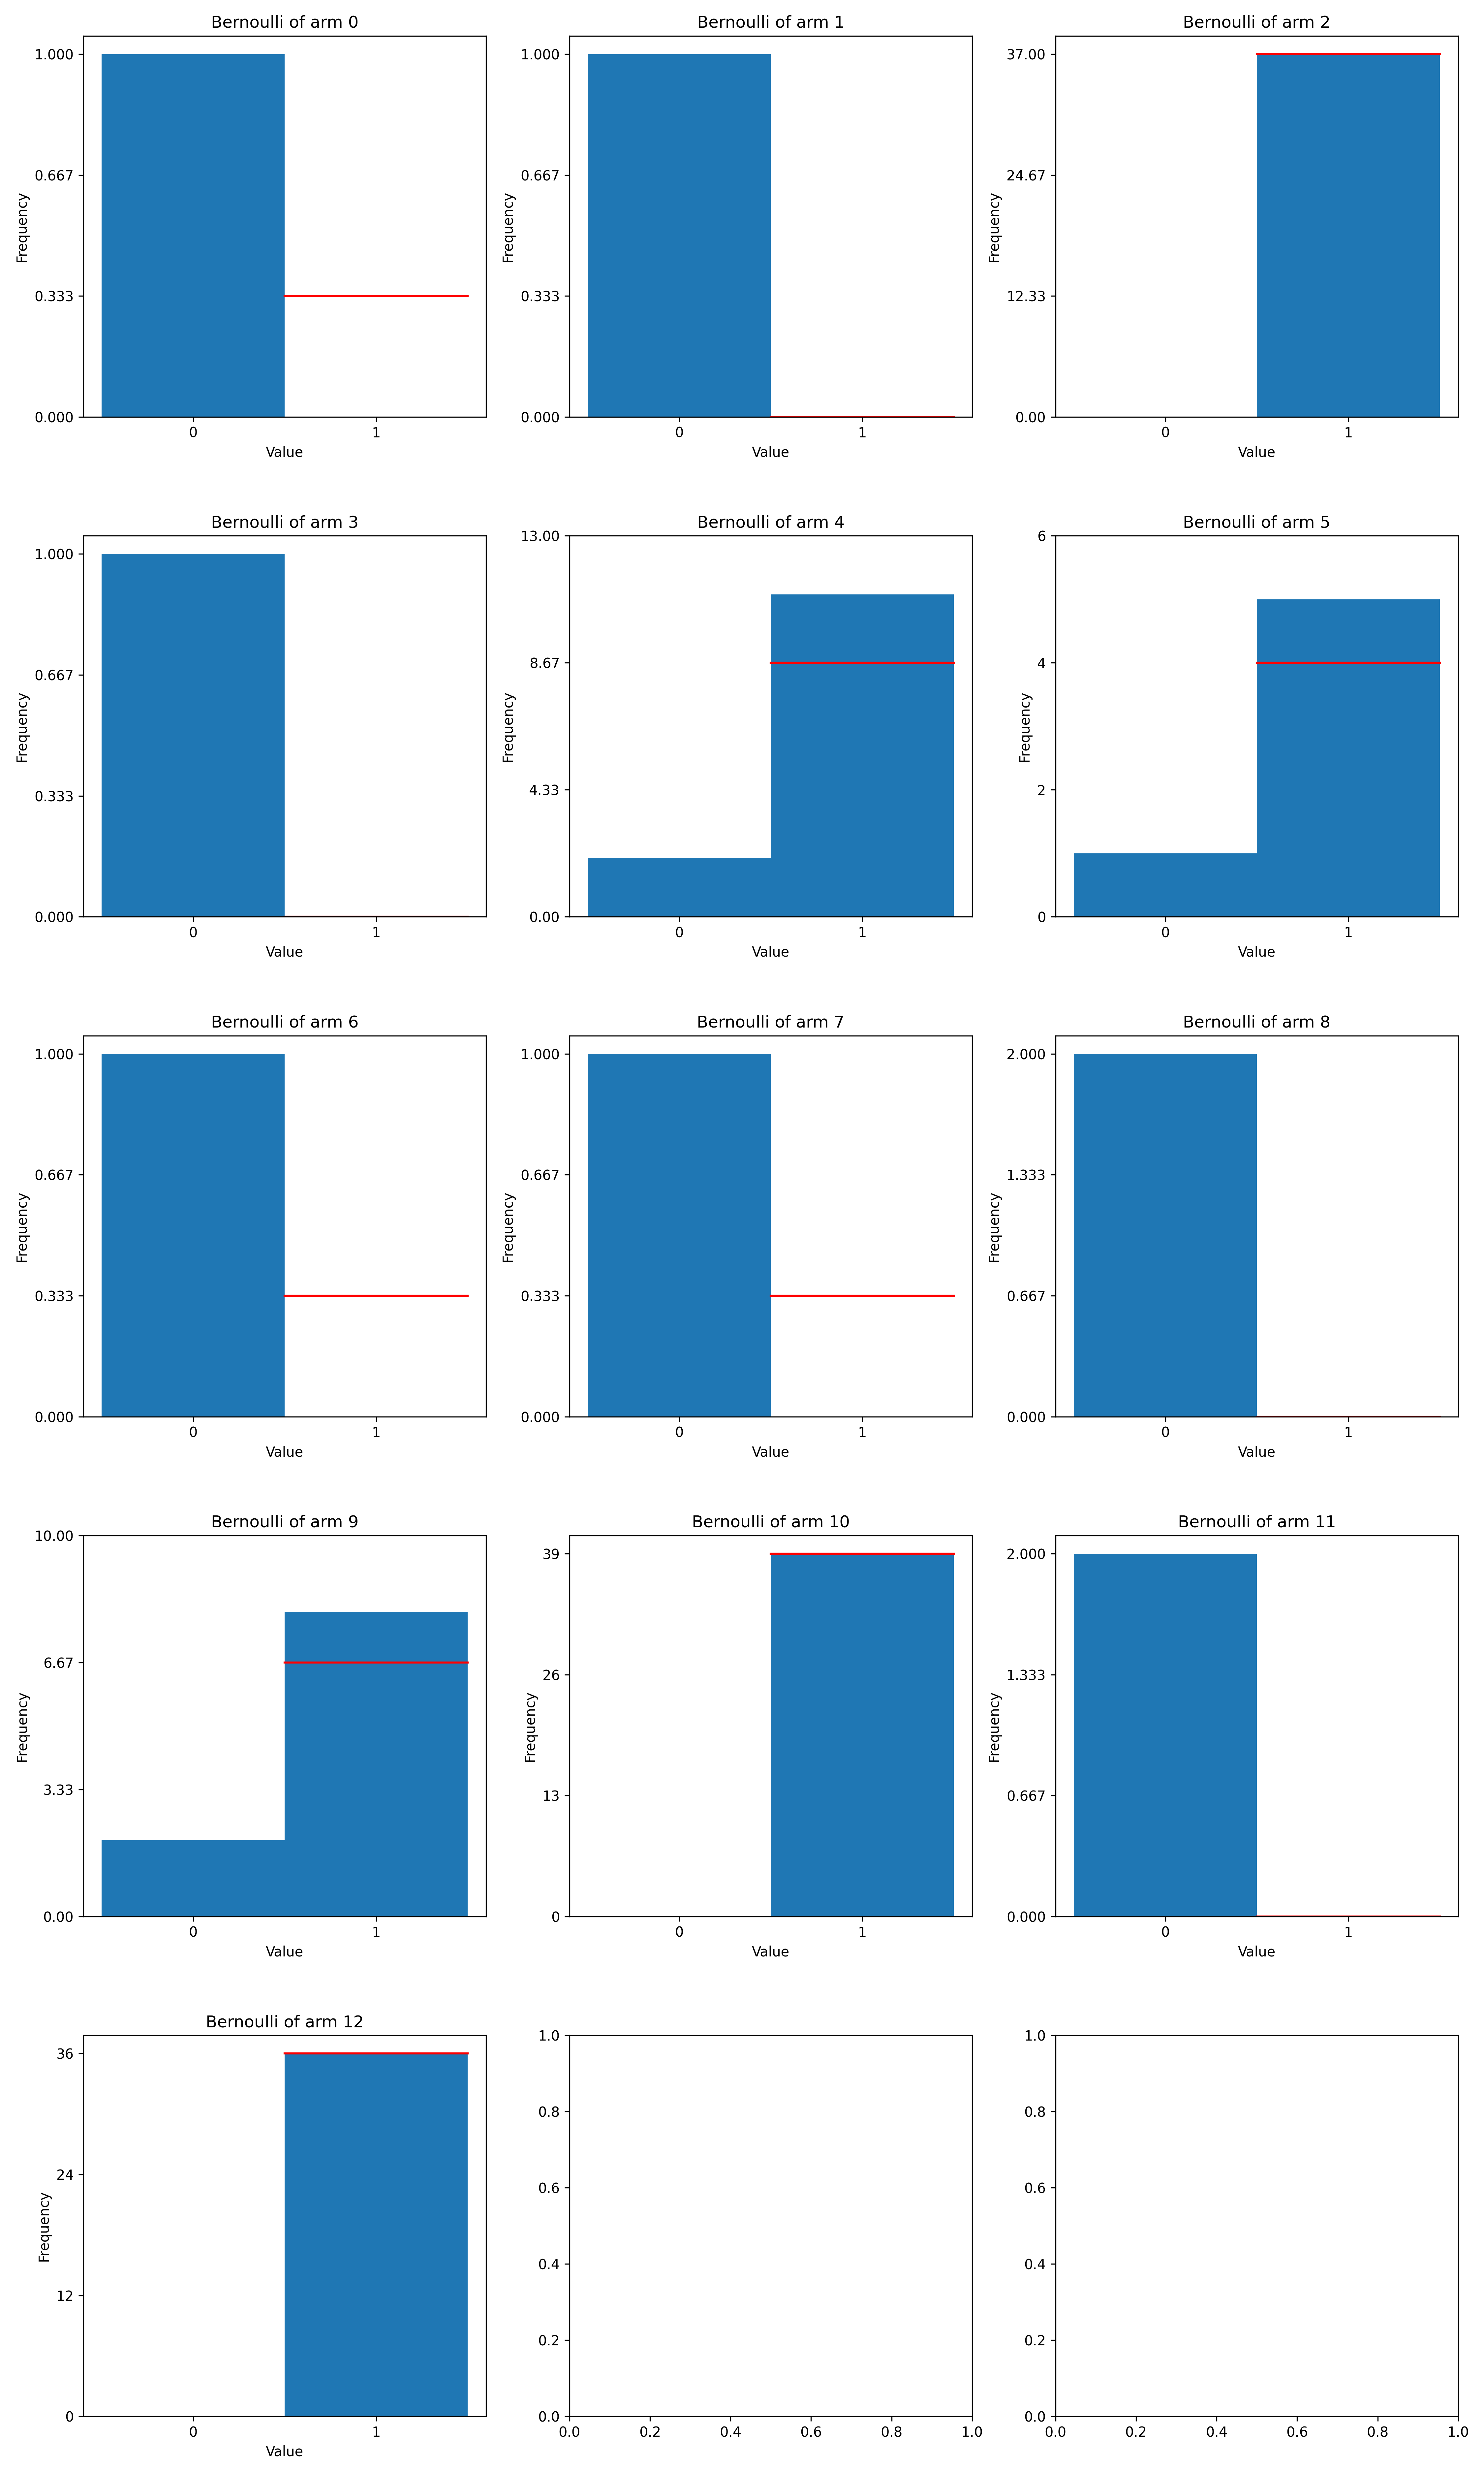 Bernoulli of arm 0
1.000
0.667
0.333
0.000
Frequency
0 1
Value
Bernoulli of arm 1
1.000
0.667
0.333
0.000
Frequency
0 1
Value
Bernoulli of arm 2
37.00
24.67
12.33
0.00
Frequency
0 1
Value
Bernoulli of arm 3
1.000
0.667
0.333
0.000
Frequency
0 1
Value
Bernoulli of arm 4
13.00
8.67
4.33
0.00
Frequency
0 1
Value
Bernoulli of arm 5
6
4
2
0
Frequency
0 1
Value
Bernoulli of arm 6
1.000
0.667
0.333
0.000
Frequency
0 1
Value
Bernoulli of arm 7
1.000
0.667
0.333
0.000
Frequency
0 1
Value
Bernoulli of arm 8
2.000
1.333
0.667
0.000
Frequency
0 1
Value
Bernoulli of arm 9
10.00
6.67
3.33
0.00
Frequency
0 1
Value
Bernoulli of arm 10
39
26
13
0
Frequency
0 1
Value
Bernoulli of arm 11
2.000
1.333
0.667
0.000
Frequency
0 1
Value
Bernoulli of arm 12
36
24
12
0
Frequency
0 1
Value
1.0
0.8
0.6
0.4
0.2
0.0
0.0 0.2 0.4 0.6 0.8 1.0
1.0
0.8
0.6
0.4
0.2
0.0
0.0 0.2 0.4 0.6 0.8 1.0